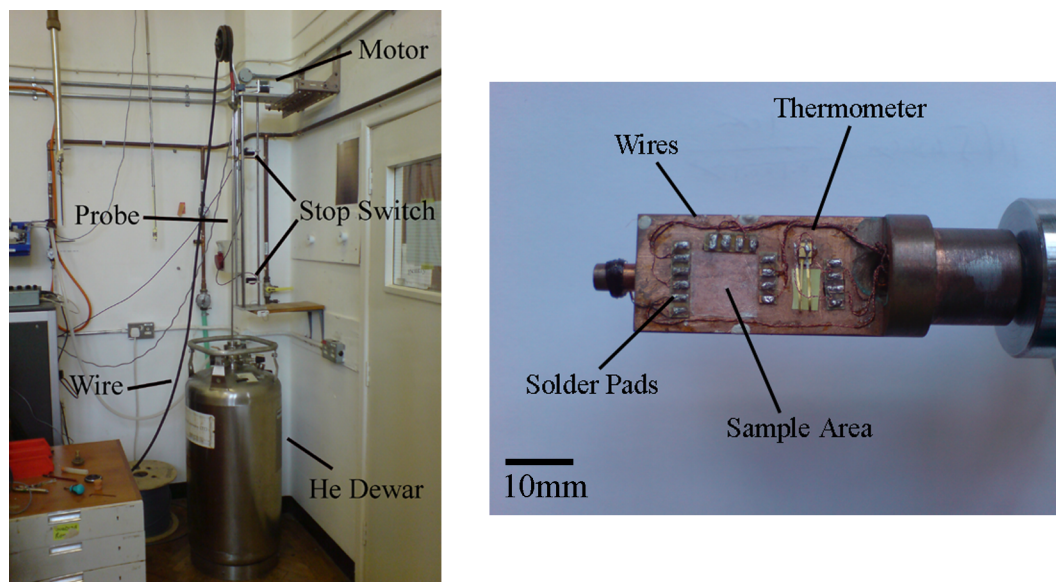 Motor
Probe
Stop Switch
Wire
He Dewar
Thermometer
Wires
Solder Pads
Sample Area
10mm